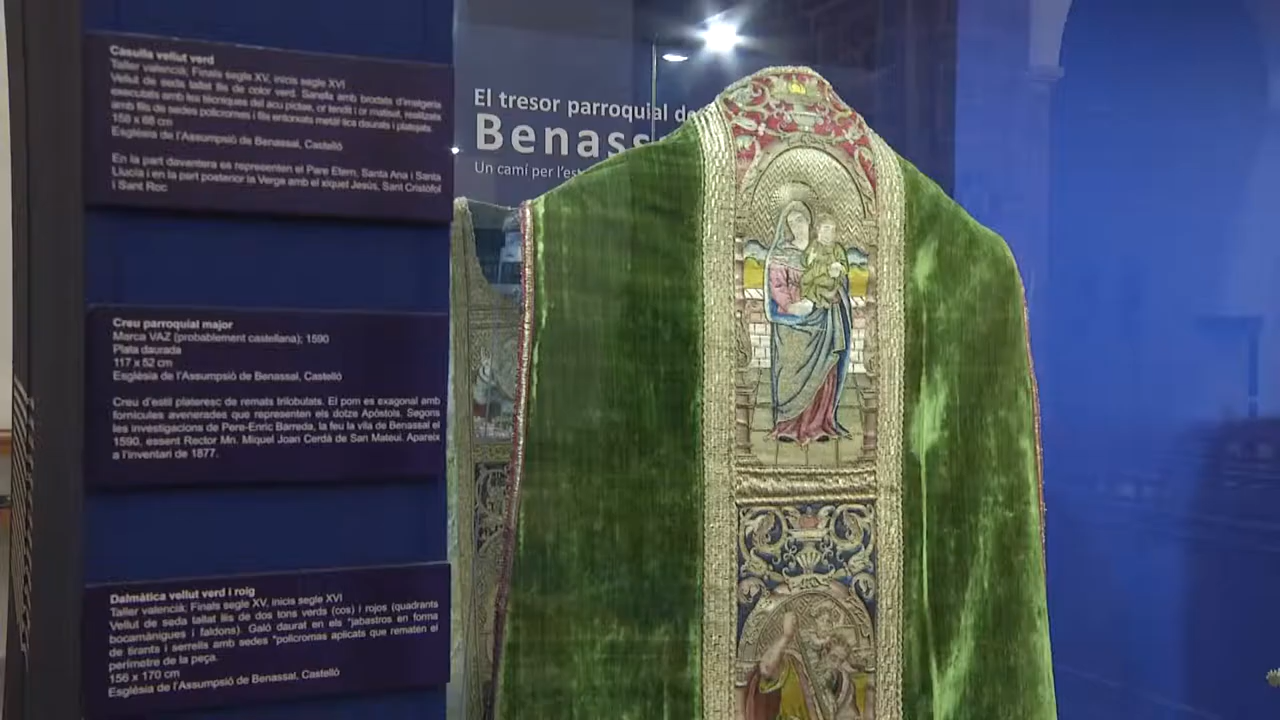 Casulla vellut verd
Taller valencià; Finals segle XV, inicis segle XVI
Vellut de seda tallat llis de color verd. Sanefa amb brodats d'imatgeria
executats amb les tècniques del acu pictae, or tendit i or matisat, realitzats
amb fils de sedes policromes i fils entorxats metàl·lics daurats i platejats
158 x 68 cm
Església de l'Assumpsió de Benassal, Castelló
En la part davantera es representen el Pare Etern, Santa Ana i Santa
Llucia i en la part posterior la Verge amb el xiquet Jesús, Sant Cristòfol
i Sant Roc
Creu parroquial major
Marca VAZ (probablement castellana); 1590
Plata daurada
117 x 52 cm
Església de l'Assumpsió de Benassal, Castelló
Creu d'estil plateresc de remats trilobulats. El pom es exagonal amb
fornicules avenerades que representen els dotze Apòstols. Segons
les investigacions de Pere-Enric Barreda, la feu la vila de Benassal el
1590, essent Rector Mn. Miquel Joan Cerdà de San Mateui. Apareix
a l'inventari de 1877.
Dalmàtica vellut verd i roig
Taller valencià; Finals segle XV, inicis segle XVI
Vellut de seda tallat llis de dos tons verds (cos) i rojos (quadrants
bocamànigues i faldons). Galó daurat en els "jabastros en forma
de tirants i serrells amb sedes "policromas aplicats que rematen el
perímetre de la peça.
156 x 170 cm
Església de l'Assumpsió de Benassal, Castelló
El tresor parroquial de
Benass
Un camí per l'es